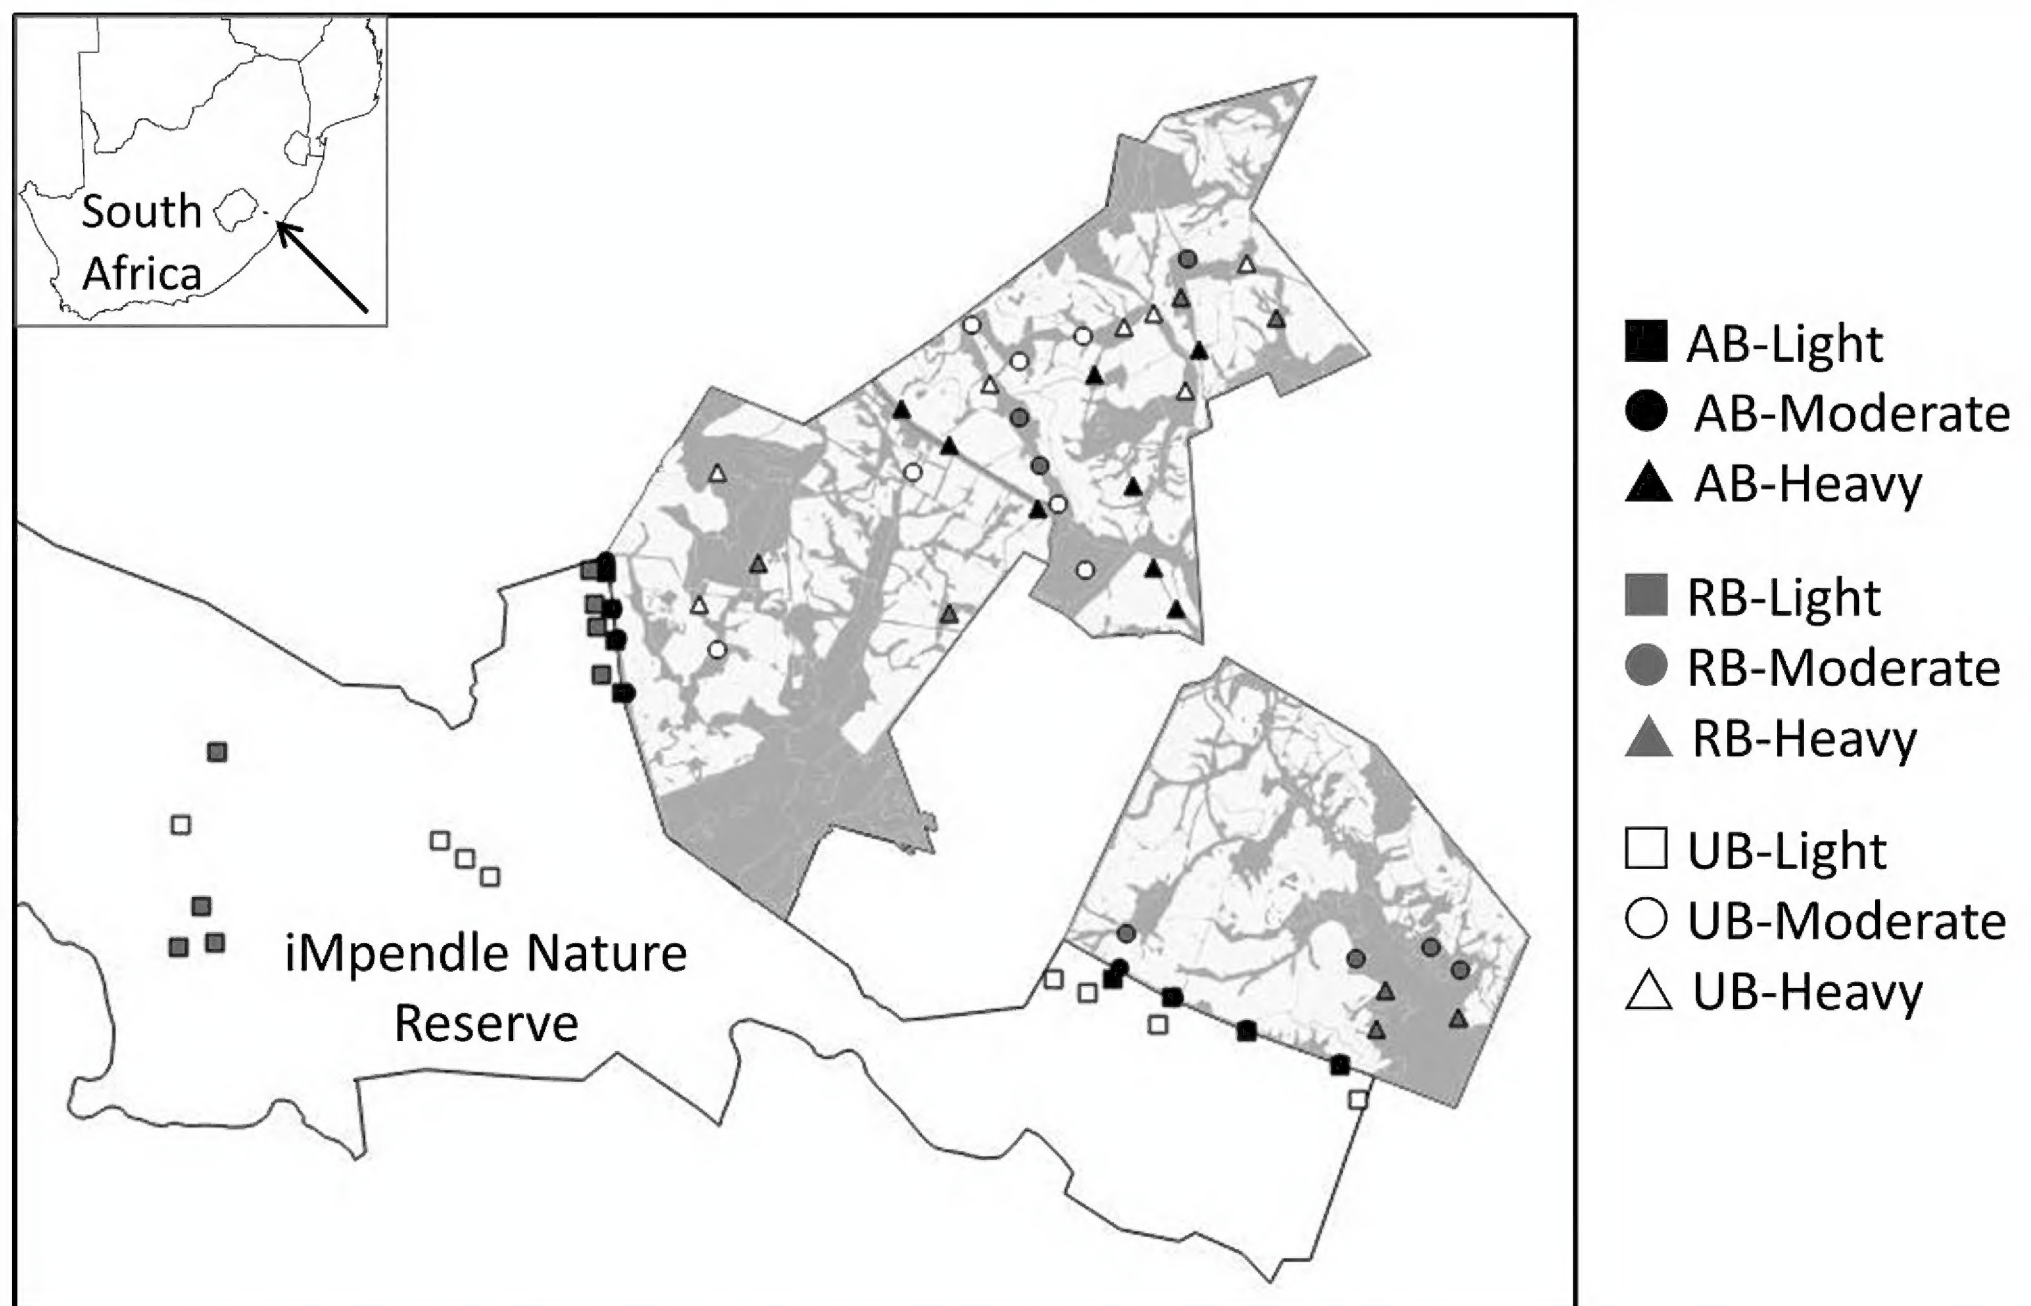 South
Africa
iMpendle Nature
Reserve
AB-Light
AB-Moderate
AB-Heavy
RB-Light
RB-Moderate
RB-Heavy
UB-Light
UB-Moderate
UB-Heavy